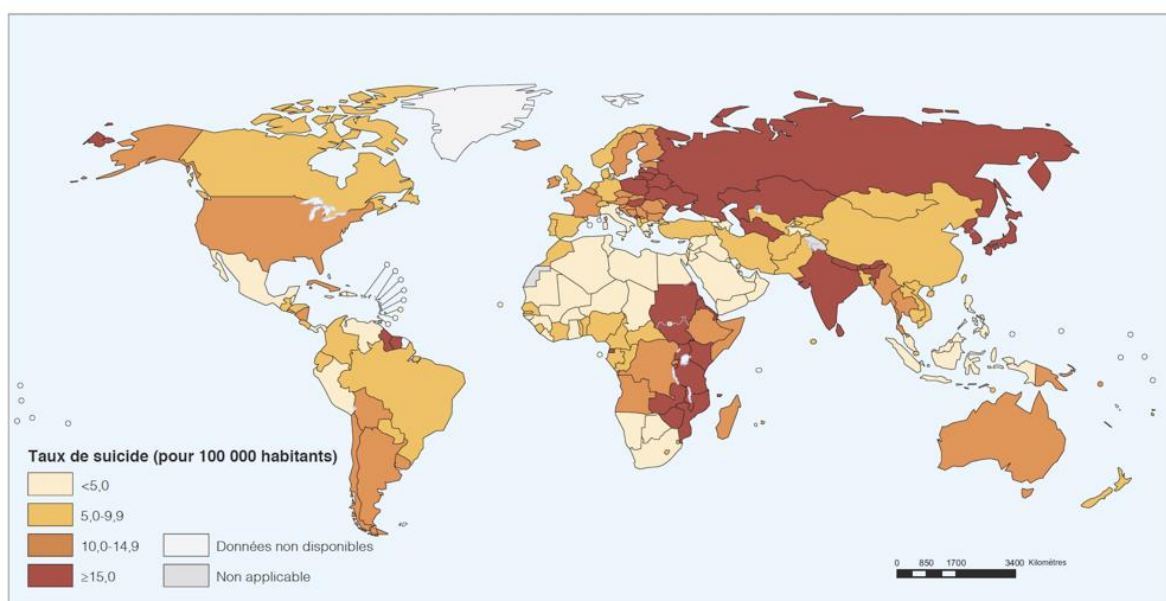 Taux de suicide (pour 100 000 habitants)
<5,0
5,0-9,9
10,0-14,9
≥15,0
Données non disponibles
Non applicable
0 850 1700 3400 Kilomètres